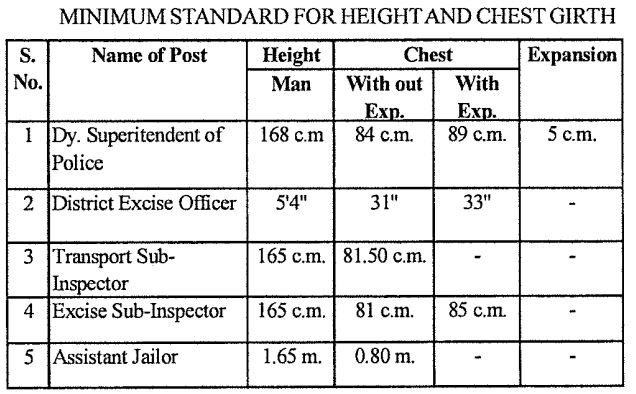 MINIMUM STANDARD FOR HEIGHT AND CHEST GIRTH
S. No. Name of Post Height Chest Expansion
Man With out Exp. With Exp.
1 Dy. Superitendent of Police 168 c.m 84 c.m. 89 c.m. 5 c.m.
2 District Excise Officer 5'4" 31" 33" -
3 Transport Sub-Inspector 165 c.m. 81.50 c.m. - -
4 Excise Sub-Inspector 165 c.m. 81 c.m. 85 c.m. -
5 Assistant Jailor 1.65 m. 0.80 m. - -